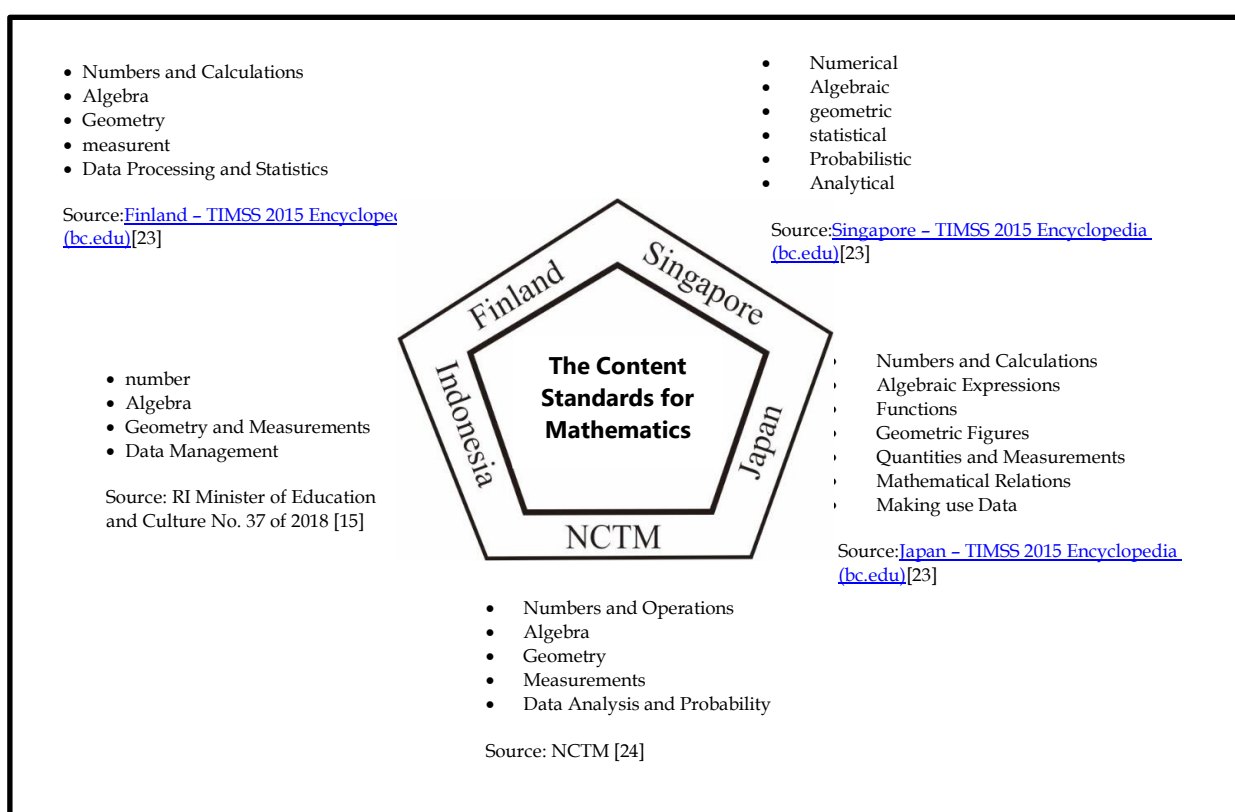 • Numbers and Calculations
• Algebra
• Geometry
• measurent
• Data Processing and Statistics
Source:Finland – TIMSS 2015 Encyclopec
(bc.edu)[23]
• Numerical
• Algebraic
• geometric
• statistical
• Probabilistic
• Analytical
Source:Singapore – TIMSS 2015 Encyclopedia
(bc.edu)[23]
Finland
Singapore
Indonesia
Japan
NCTM
The Content
Standards for
Mathematics
• number
• Algebra
• Geometry and Measurements
• Data Management
Source: RI Minister of Education
and Culture No. 37 of 2018 [15]
• Numbers and Calculations
• Algebraic Expressions
• Functions
• Geometric Figures
• Quantities and Measurements
• Mathematical Relations
• Making use Data
Source:Japan – TIMSS 2015 Encyclopedia
(bc.edu)[23]
• Numbers and Operations
• Algebra
• Geometry
• Measurements
• Data Analysis and Probability
Source: NCTM [24]